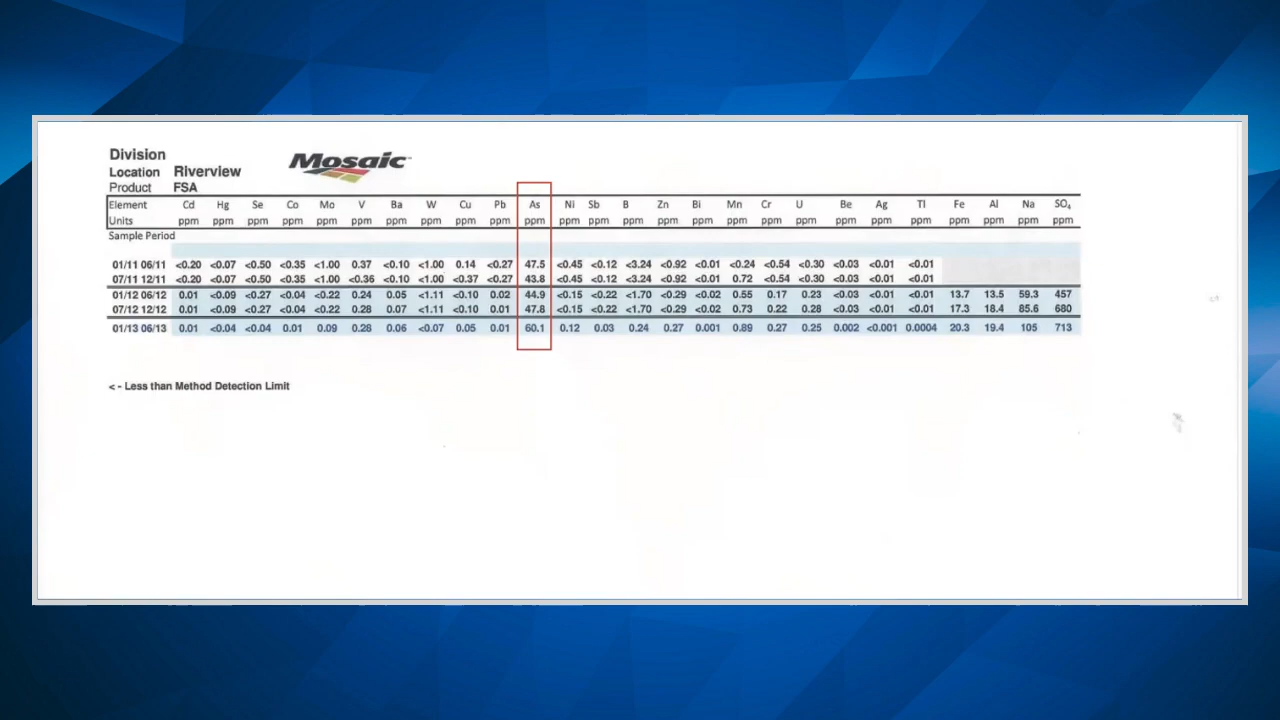 Division
Location Riverview
Mosaic
Product FSA
Element Cd Hg Se Co Mo V Ba W Cu Pb As Ni Sb B Zn Bi Mn Cr U Be Ag Tl Fe Al Na SO₄
Units ppm ppm ppm ppm ppm ppm ppm ppm ppm ppm ppm ppm ppm ppm ppm ppm ppm ppm ppm ppm ppm ppm ppm ppm ppm ppm
Sample Period
01/11 06/11 <0.20 <0.07 <0.50 <0.35 <1.00 0.37 <0.10 <1.00 0.14 <0.27 47.5 <0.45 <0.12 <3.24 <0.92 <0.01 <0.24 <0.54 <0.30 <0.03 <0.01 <0.01
07/11 12/11 <0.20 <0.07 <0.50 <0.35 <1.00 <0.36 <0.10 <1.00 <0.37 <0.27 43.8 <0.45 <0.12 <3.24 <0.92 <0.01 0.72 <0.54 <0.30 <0.03 <0.01 <0.01
01/12 06/12 0.01 <0.09 <0.27 <0.04 <0.22 0.24 0.05 <1.11 <0.10 0.02 44.9 <0.15 <0.22 <1.70 <0.29 <0.02 0.55 0.17 0.23 <0.03 <0.01 <0.01 13.7 13.5 59.3 457
07/12 12/12 0.01 <0.09 <0.27 <0.04 <0.22 0.28 0.07 <1.11 <0.10 0.01 47.8 <0.15 <0.22 <1.70 <0.29 <0.02 0.73 0.22 0.28 <0.03 <0.01 <0.01 17.3 18.4 85.6 680
01/13 06/13 0.01 <0.04 <0.04 0.01 0.09 0.28 0.06 <0.07 0.05 0.01 60.1 0.12 0.03 0.24 0.27 0.001 0.89 0.27 0.25 0.002 <0.001 0.0004 20.3 19.4 105 713
< - Less than Method Detection Limit